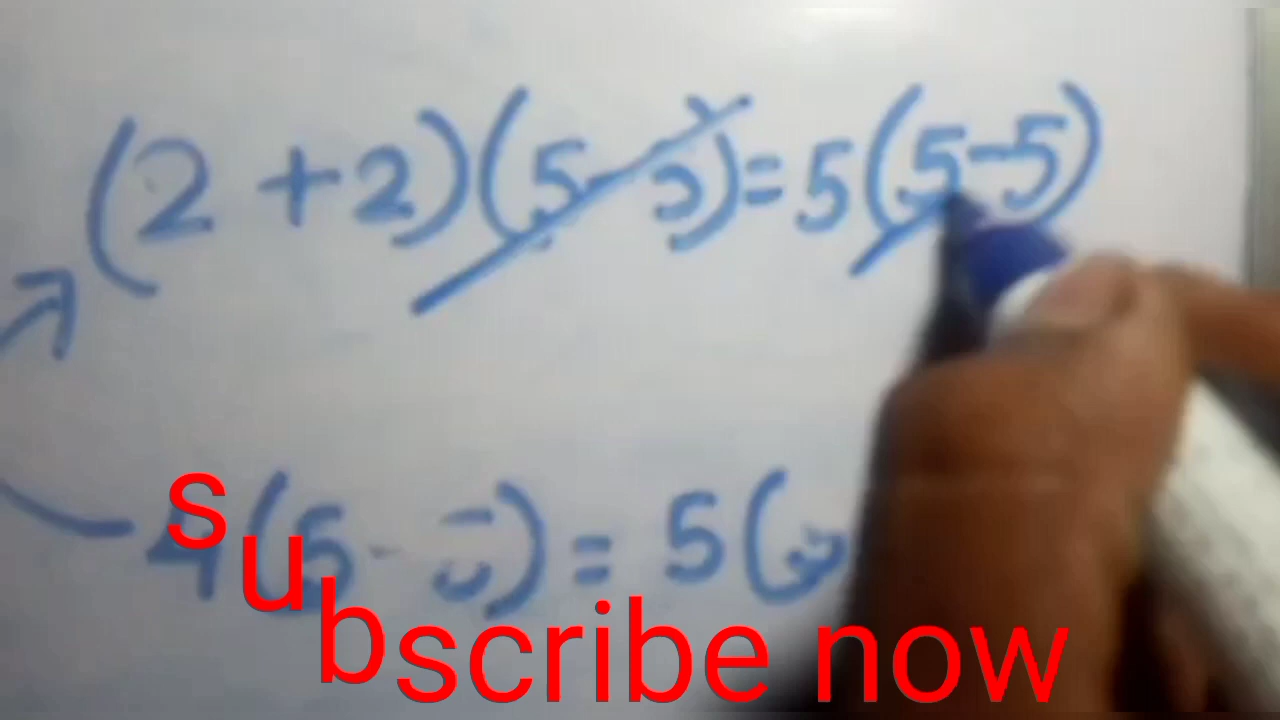 (2 + 2)(5 - 5) = 5(5-5)
4(5 - 5) = 5(
subscribe now